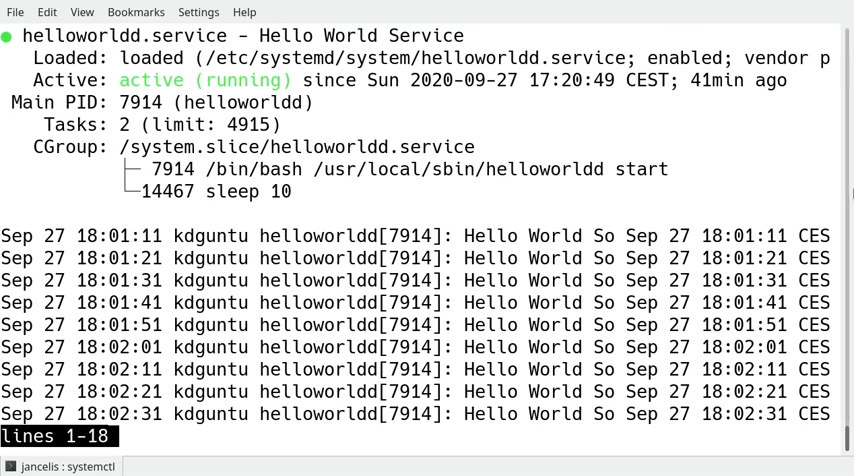 File Edit View Bookmarks Settings Help
● helloworldd.service - Hello World Service
Loaded: loaded (/etc/systemd/system/helloworldd.service; enabled; vendor p
Active: active (running) since Sun 2020-09-27 17:20:49 CEST; 41min ago
Main PID: 7914 (helloworldd)
Tasks: 2 (limit: 4915)
CGroup: /system.slice/helloworldd.service
├─ 7914 /bin/bash /usr/local/sbin/helloworldd start
└─14467 sleep 10
Sep 27 18:01:11 kdguntu helloworldd[7914]: Hello World So Sep 27 18:01:11 CES
Sep 27 18:01:21 kdguntu helloworldd[7914]: Hello World So Sep 27 18:01:21 CES
Sep 27 18:01:31 kdguntu helloworldd[7914]: Hello World So Sep 27 18:01:31 CES
Sep 27 18:01:41 kdguntu helloworldd[7914]: Hello World So Sep 27 18:01:41 CES
Sep 27 18:01:51 kdguntu helloworldd[7914]: Hello World So Sep 27 18:01:51 CES
Sep 27 18:02:01 kdguntu helloworldd[7914]: Hello World So Sep 27 18:02:01 CES
Sep 27 18:02:11 kdguntu helloworldd[7914]: Hello World So Sep 27 18:02:11 CES
Sep 27 18:02:21 kdguntu helloworldd[7914]: Hello World So Sep 27 18:02:21 CES
Sep 27 18:02:31 kdguntu helloworldd[7914]: Hello World So Sep 27 18:02:31 CES
lines 1-18
jancelis : systemctl